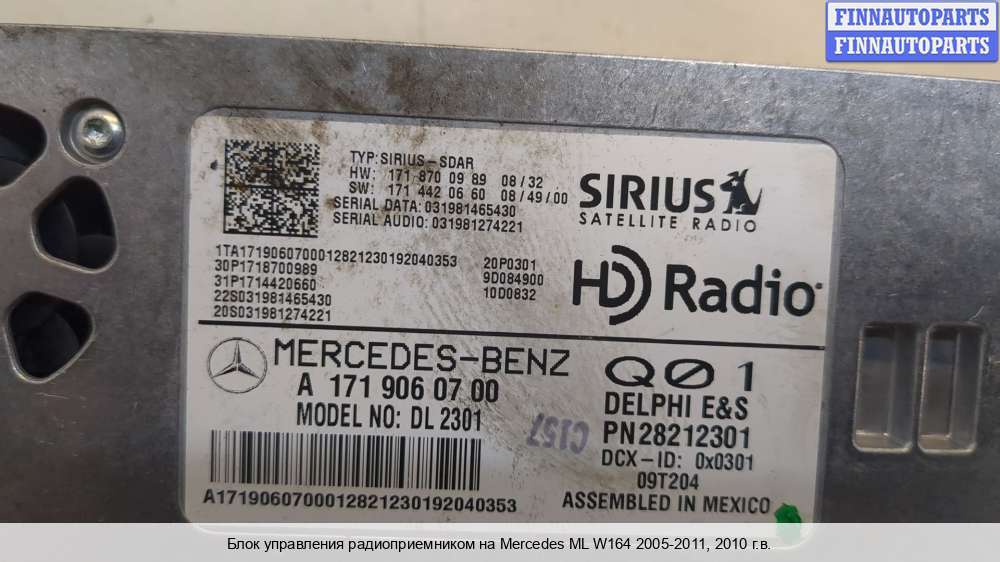 FINNAUTOPARTS
FINNAUTOPARTS
TYP: SIRIUS-SDAR
HW: 171 870 09 89 08/32
SW: 171 442 06 60 08/49/00
SERIAL DATA: 031981465430
SERIAL AUDIO: 031981274221
SIRIUS
SATELLITE RADIO
1TA1719060700012821230192040353
30P1718700989
31P1714420660
22S031981465430
20S031981274221
20P0301
9D084900
10D0832
HD Radio
MERCEDES-BENZ
A 171 906 07 00
MODEL NO: DL 2301
C157
QØ1
DELPHI E&S
PN28212301
DCX-ID: 0x0301
09T204
ASSEMBLED IN MEXICO
A1719060700012821230192040353
Блок управления радиоприемником на Mercedes ML W164 2005-2011, 2010 г.в.